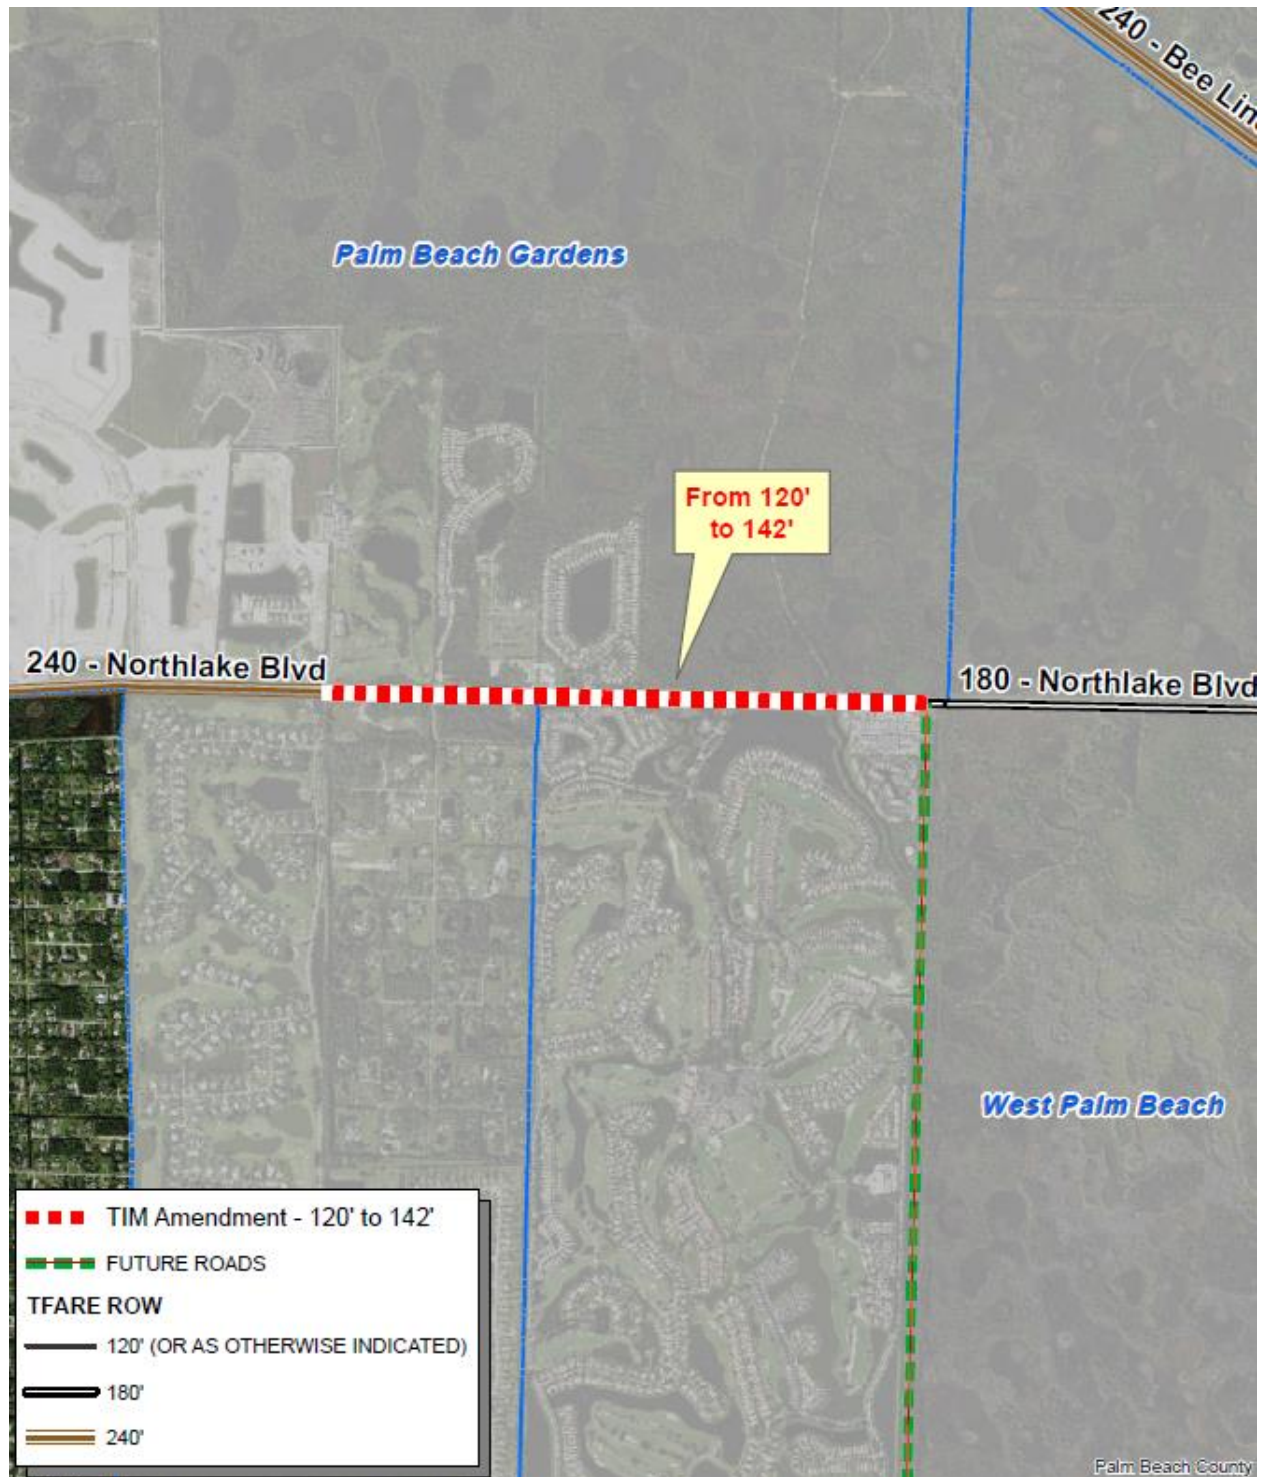 240 - Bee Lin
Palm Beach Gardens
From 120'
to 142'
240 - Northlake Blvd
180 - Northlake Blvd
West Palm Beach
TIM Amendment - 120' to 142'
FUTURE ROADS
TFARE ROW
120' (OR AS OTHERWISE INDICATED)
180'
240'
Palm Beach County